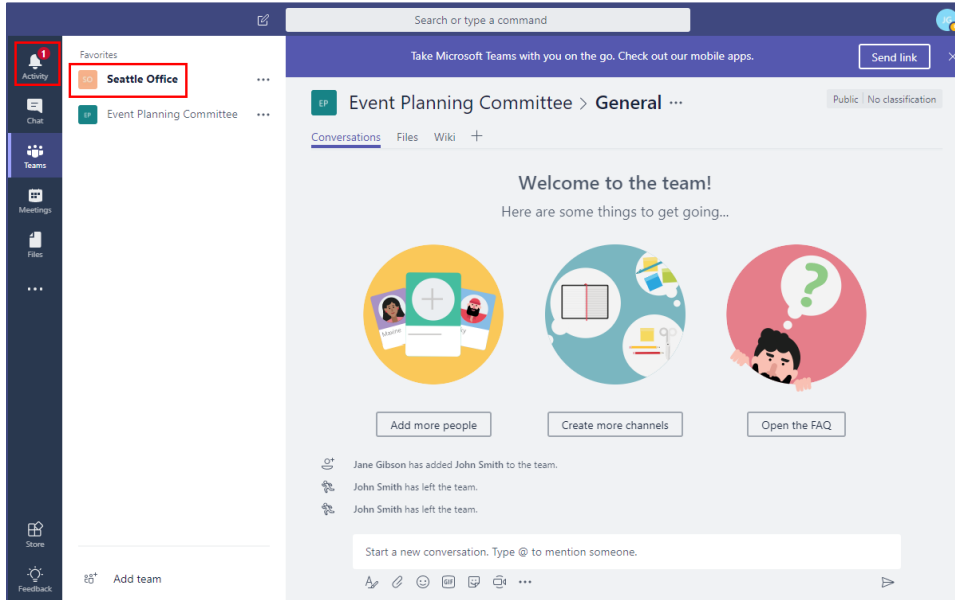 Search or type a command
JG
1
Activity
Chat
Teams
Meetings
Files
Store
Feedback
Favorites
SO Seattle Office
EP Event Planning Committee
Add team
Take Microsoft Teams with you on the go. Check out our mobile apps.
Send link
EP Event Planning Committee > General
Public No classification
Conversations Files Wiki
Welcome to the team!
Here are some things to get going...
Maxine
Add more people
Create more channels
Open the FAQ
Jane Gibson has added John Smith to the team.
John Smith has left the team.
John Smith has left the team.
Start a new conversation. Type @ to mention someone.
GIF